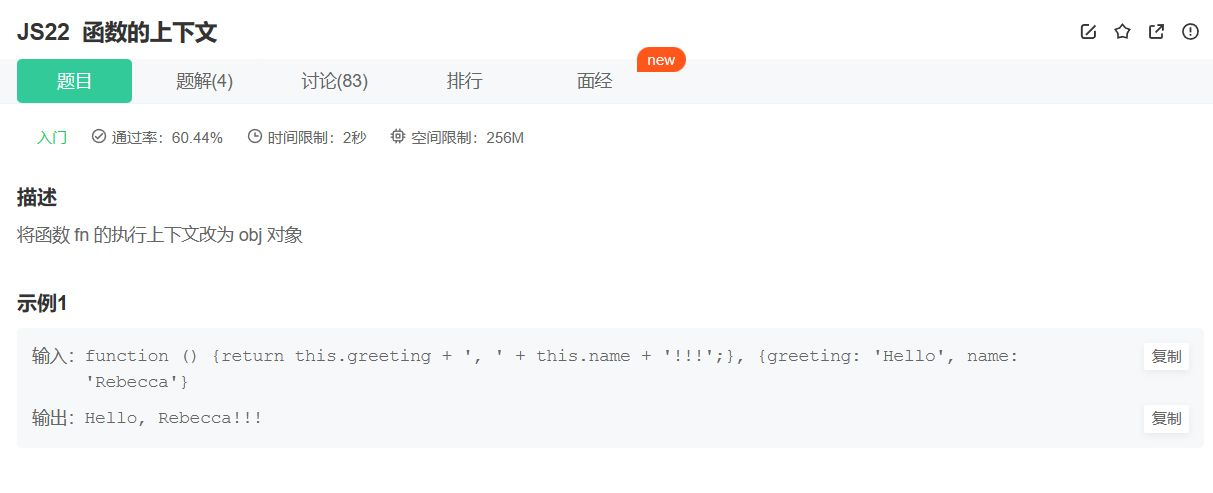 JS22 函数的上下文
题目 题解(4) 讨论(83) 排行 面经 new
入门 通过率：60.44% 时间限制：2秒 空间限制：256M
描述
将函数 fn 的执行上下文改为 obj 对象
示例1
输入：function () {return this.greeting + ', ' + this.name + '!!!';}, {greeting: 'Hello', name: 复制
'Rebecca'}
输出：Hello, Rebecca!!! 复制